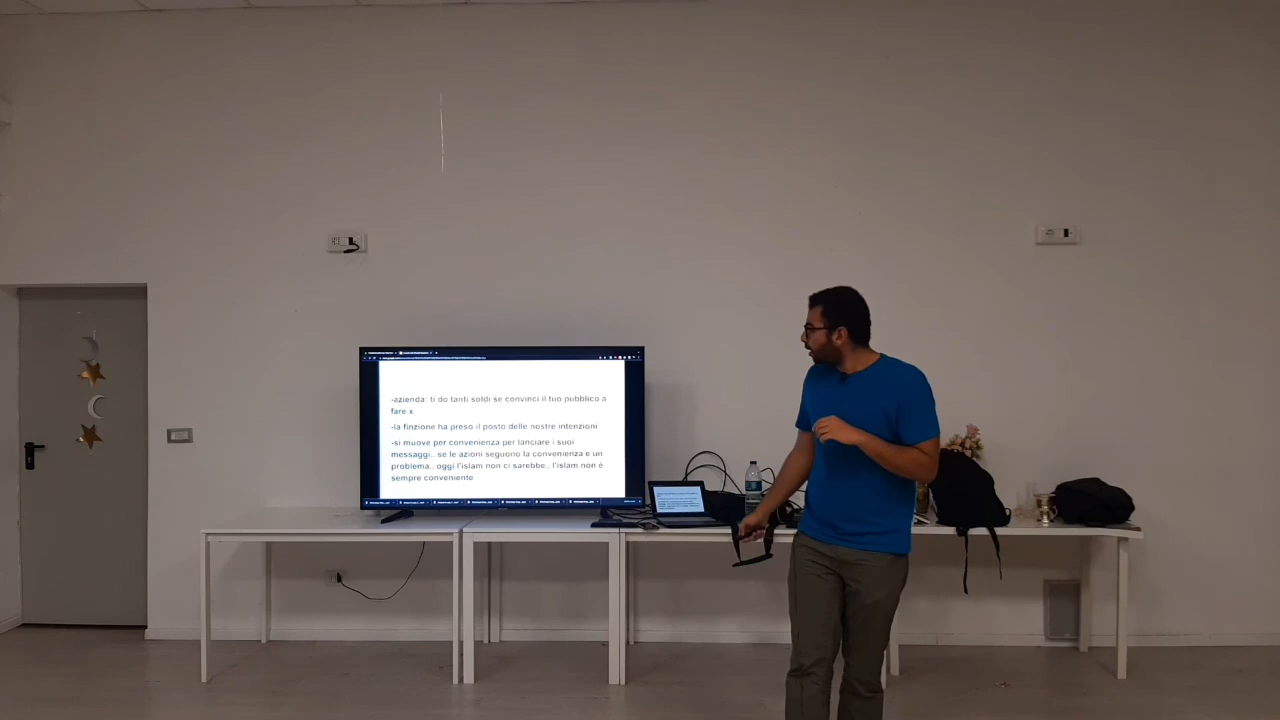 -azienda: ti do tanti soldi se convinci il tuo pubblico a
fare x
-la finzione ha preso il posto delle nostre intenzioni
-si muove per convenienza per lanciare i suoi
messaggi.. se le azioni seguono la convenienza e un
problema.. oggi l'islam non ci sarebbe.. l'islam non è
sempre conveniente